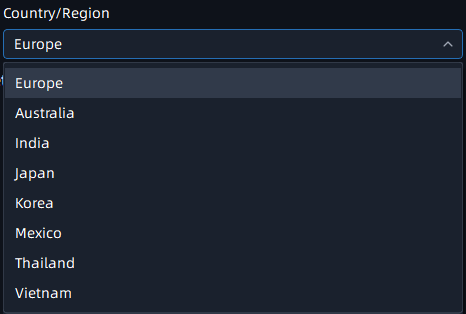 Country/Region
Europe
Europe
Australia
India
Japan
Korea
Mexico
Thailand
Vietnam